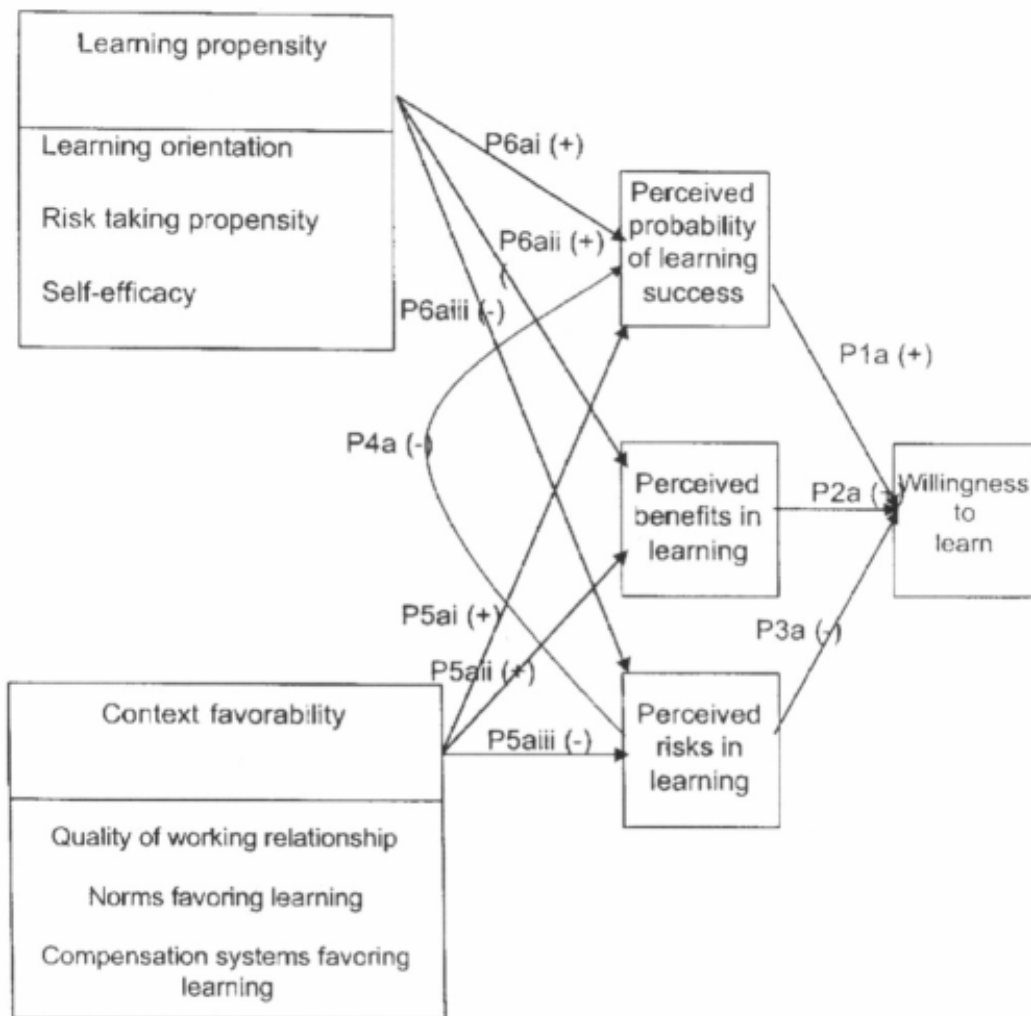 Learning propensity
Learning orientation
Risk taking propensity
Self-efficacy
P6ai (+)
P6aii (+)
(
P6aiii (-)
Perceived
probability
of learning
success
P1a (+)
P4a (-)
Perceived
benefits in
learning
P2a (+)
Willingness
to
learn
P5ai (+)
P5aii (+)
P3a (-)
Context favorability
P5aiii (-)
Perceived
risks in
learning
Quality of working relationship
Norms favoring learning
Compensation systems favoring
learning